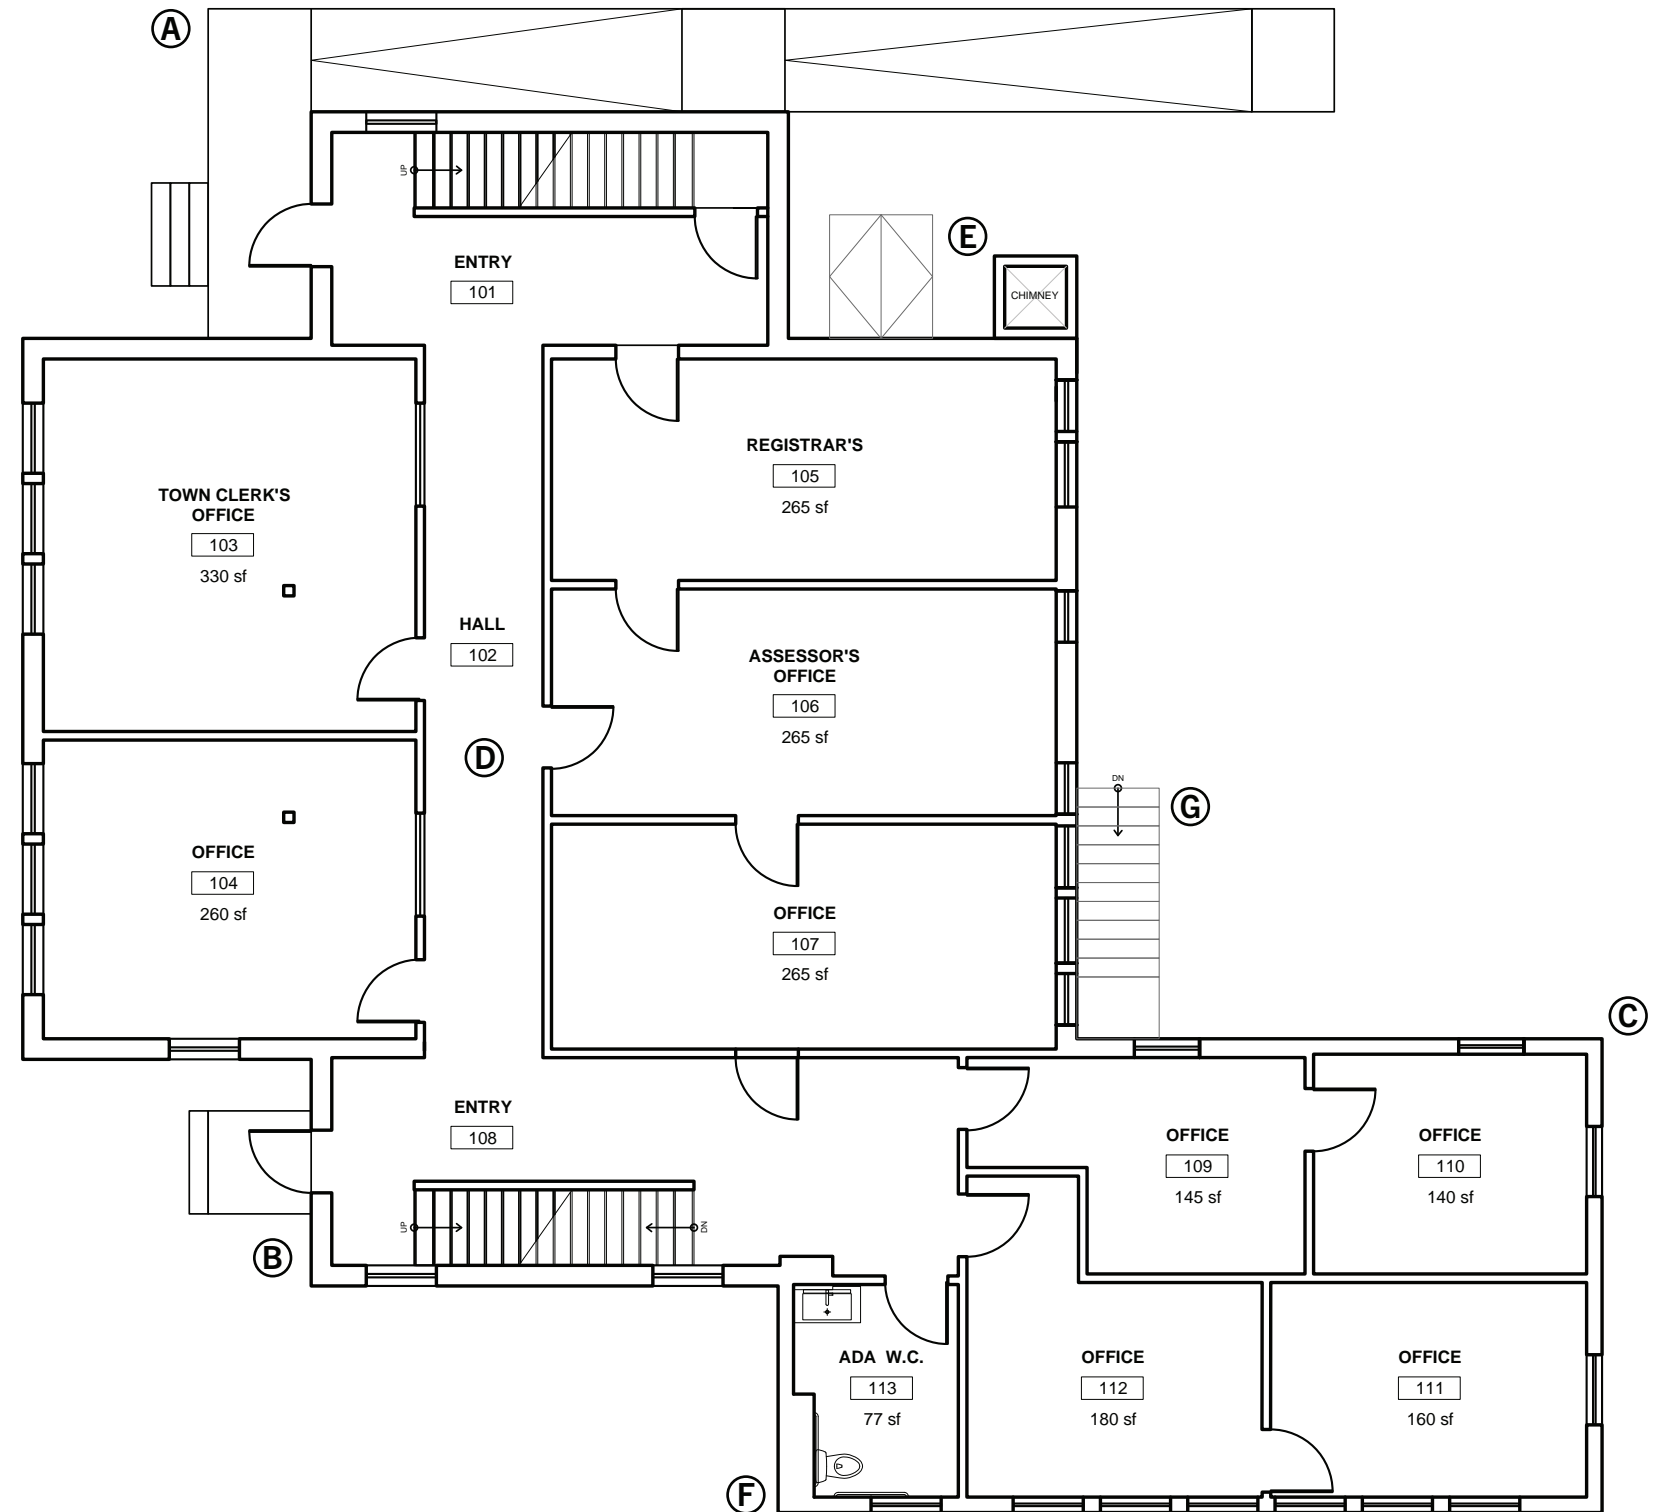 A
UP
E
ENTRY
101
CHIMNEY
REGISTRAR'S
105
265 sf
TOWN CLERK'S
OFFICE
103
330 sf
HALL
102
ASSESSOR'S
OFFICE
106
265 sf
D
DN
G
OFFICE
104
260 sf
OFFICE
107
265 sf
C
ENTRY
108
OFFICE
109
145 sf
OFFICE
110
140 sf
UP
DN
B
ADA W.C.
113
77 sf
OFFICE
112
180 sf
OFFICE
111
160 sf
F